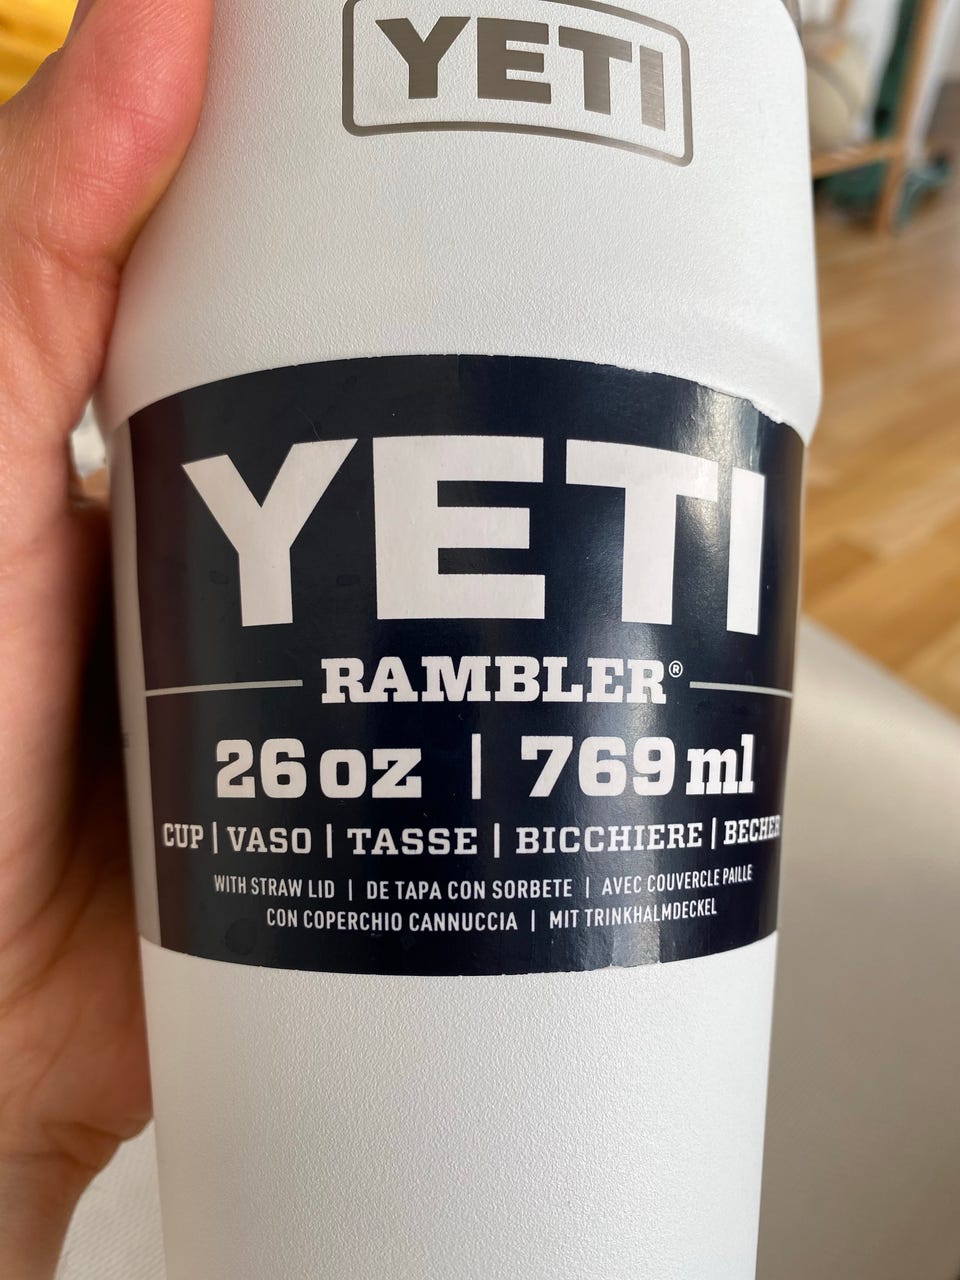 YETI
YETI
RAMBLER®
26 oz | 769 ml
CUP | VASO | TASSE | BICCHIERE | BECHER
WITH STRAW LID | DE TAPA CON SORBETE | AVEC COUVERCLE PAILLE
CON COPERCHIO CANNUCCIA | MIT TRINKHALMDECKEL